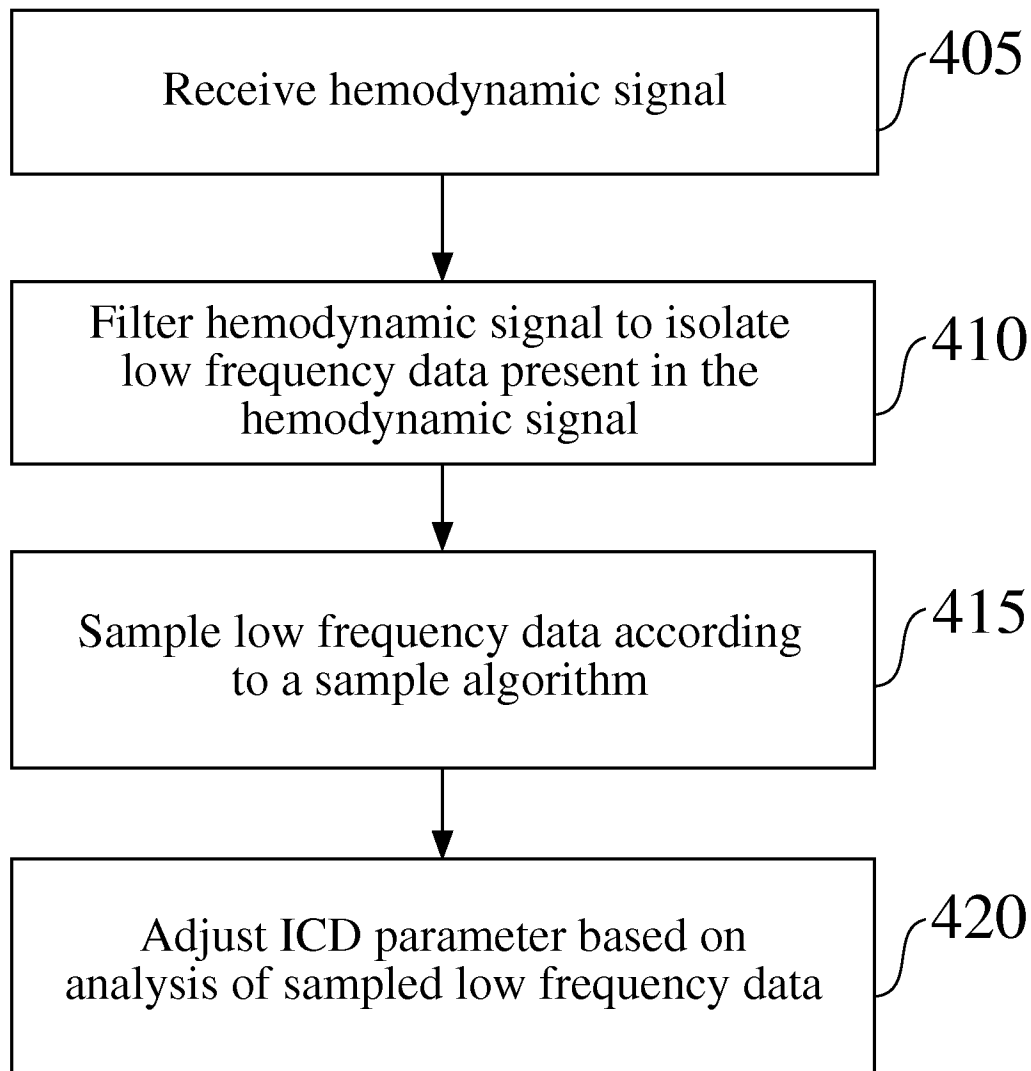 Receive hemodynamic signal
405
Filter hemodynamic signal to isolate
low frequency data present in the
hemodynamic signal
410
Sample low frequency data according
to a sample algorithm
415
Adjust ICD parameter based on
analysis of sampled low frequency data
420